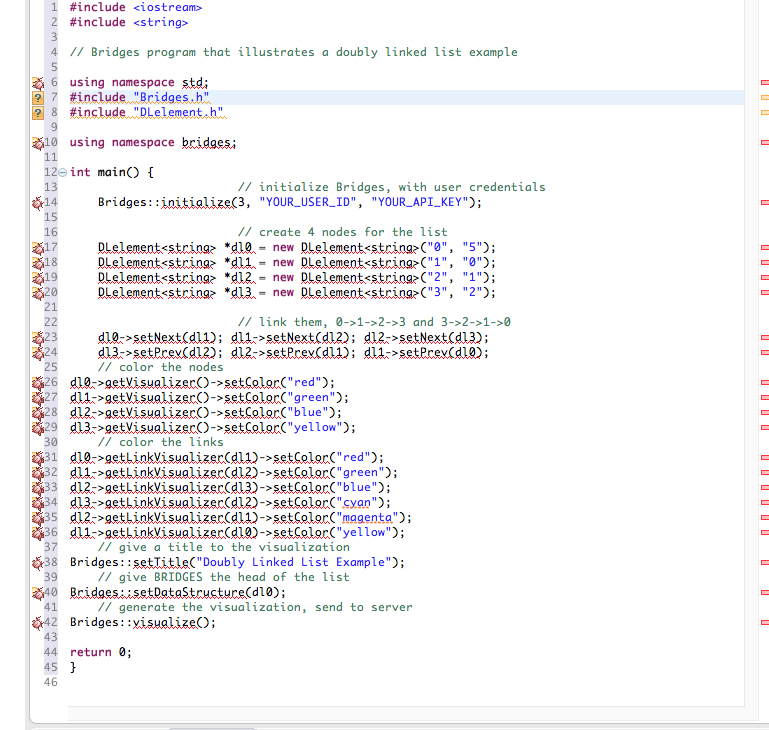 1 #include <iostream>
2 #include <string>
3
4 // Bridges program that illustrates a doubly linked list example
5
6 using namespace std;
7 #include "Bridges.h"
8 #include "DLelement.h"
9
10 using namespace bridges;
11
12 int main() {
13 // initialize Bridges, with user credentials
14 Bridges::initialize(3, "YOUR_USER_ID", "YOUR_API_KEY");
15
16 // create 4 nodes for the list
17 DLelement<string> *dl0 = new DLelement<string>("0", "5");
18 DLelement<string> *dl1 = new DLelement<string>("1", "0");
19 DLelement<string> *dl2 = new DLelement<string>("2", "1");
20 DLelement<string> *dl3 = new DLelement<string>("3", "2");
21
22 // link them, 0->1->2->3 and 3->2->1->0
23 dl0->setNext(dl1); dl1->setNext(dl2); dl2->setNext(dl3);
24 dl3->setPrev(dl2); dl2->setPrev(dl1); dl1->setPrev(dl0);
25 // color the nodes
26 dl0->getVisualizer()->setColor("red");
27 dl1->getVisualizer()->setColor("green");
28 dl2->getVisualizer()->setColor("blue");
29 dl3->getVisualizer()->setColor("yellow");
30 // color the links
31 dl0->getLinkVisualizer(dl1)->setColor("red");
32 dl1->getLinkVisualizer(dl2)->setColor("green");
33 dl2->getLinkVisualizer(dl3)->setColor("blue");
34 dl3->getLinkVisualizer(dl2)->setColor("cyan");
35 dl2->getLinkVisualizer(dl1)->setColor("magenta");
36 dl1->getLinkVisualizer(dl0)->setColor("yellow");
37 // give a title to the visualization
38 Bridges::setTitle("Doubly Linked List Example");
39 // give BRIDGES the head of the list
40 Bridges::setDataStructure(dl0);
41 // generate the visualization, send to server
42 Bridges::visualize();
43
44 return 0;
45 }
46